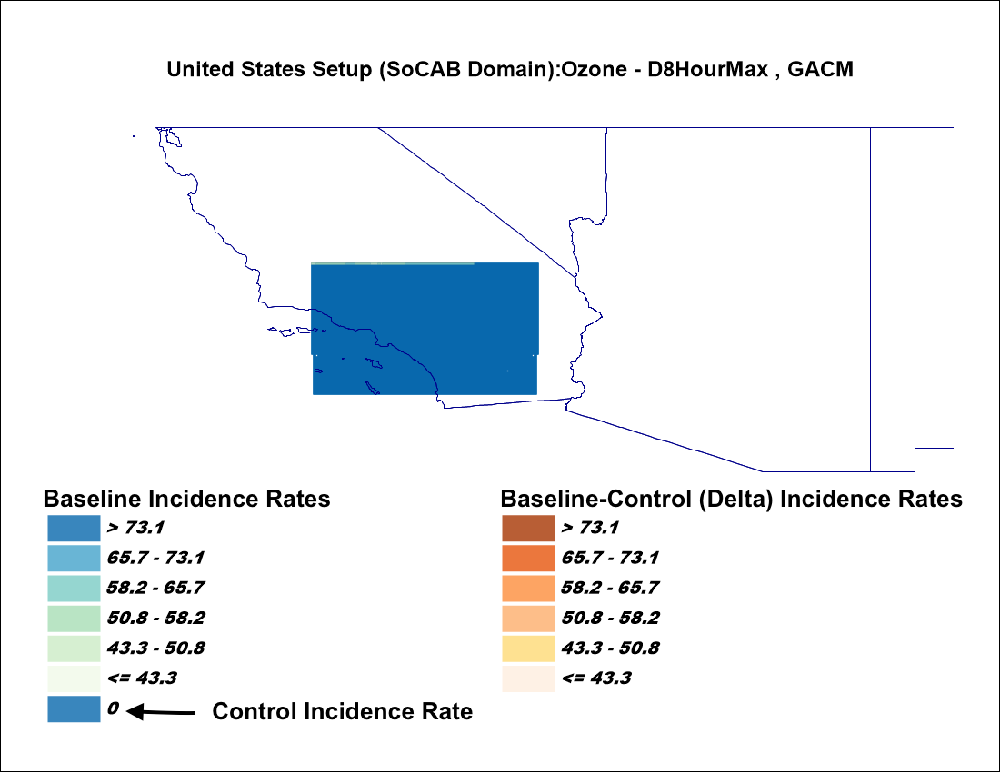 United States Setup (SoCAB Domain):Ozone - D8HourMax , GACM
Baseline Incidence Rates
> 73.1
65.7 - 73.1
58.2 - 65.7
50.8 - 58.2
43.3 - 50.8
<= 43.3
0
Control Incidence Rate
Baseline-Control (Delta) Incidence Rates
> 73.1
65.7 - 73.1
58.2 - 65.7
50.8 - 58.2
43.3 - 50.8
<= 43.3